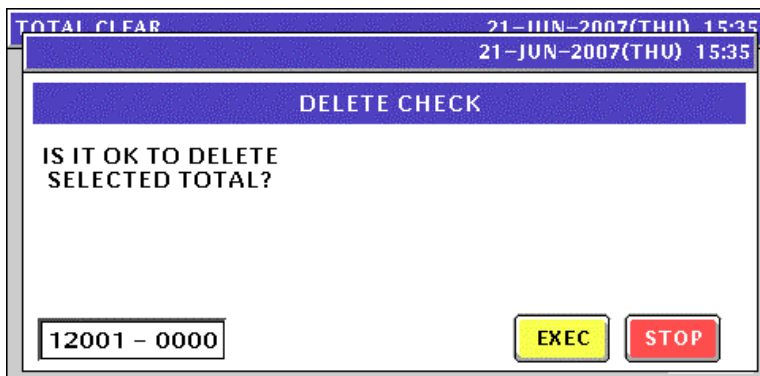 TOTAL CLEAR 21-JUN-2007(THU) 15:35
21-JUN-2007(THU) 15:35
DELETE CHECK
IS IT OK TO DELETE
SELECTED TOTAL?
12001 - 0000
EXEC
STOP